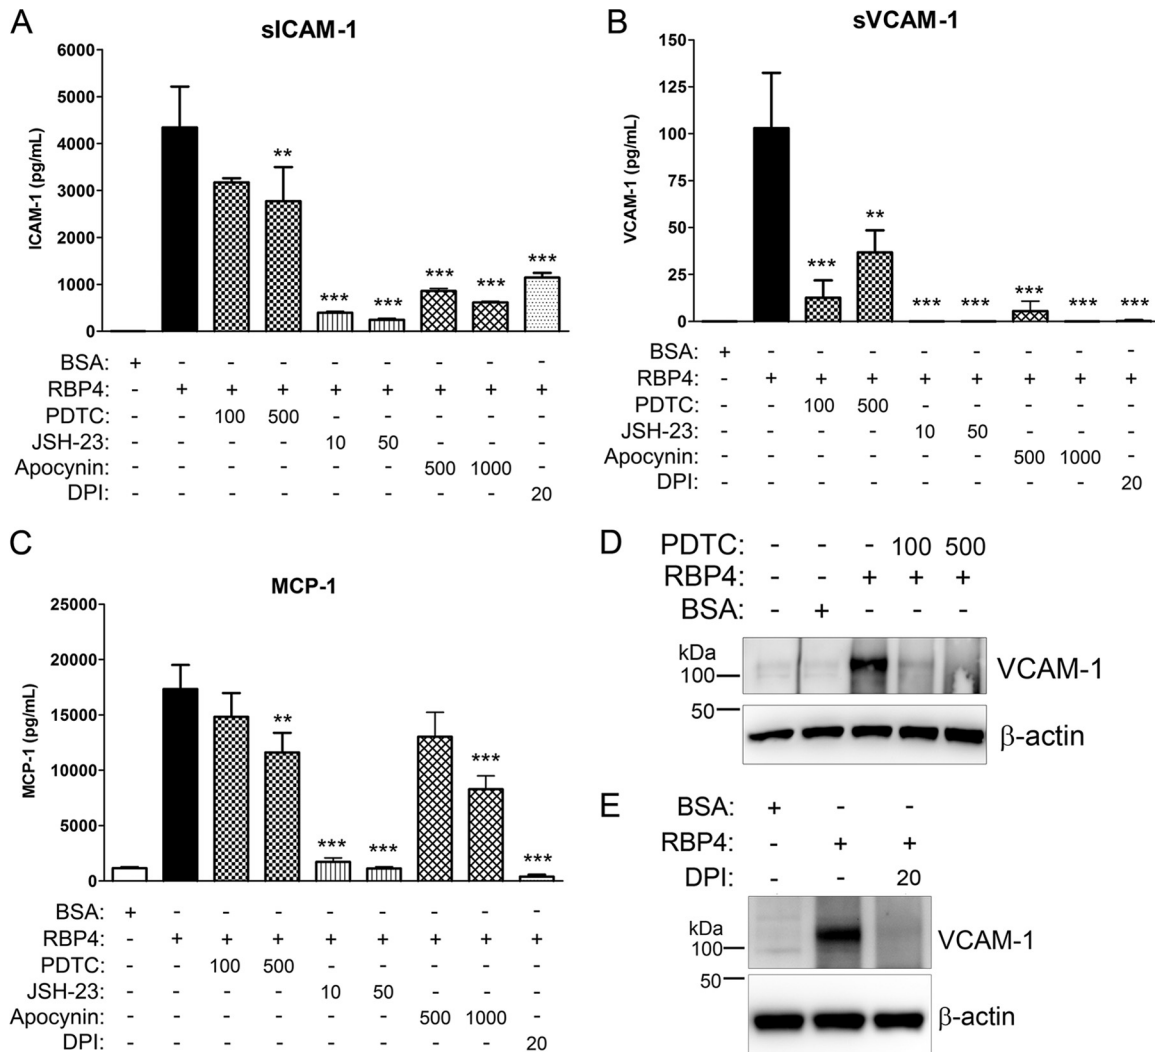 A
sICAM-1
ICAM-1 (pg/mL)
6000
5000
4000
3000
2000
1000
0
** *** *** *** *** ***
BSA: + - - - - - - - -
RBP4: - + + + + + + + +
PDTC: - - 100 500 - - - - -
JSH-23: - - - - 10 50 - - -
Apocynin: - - - - - - 500 1000 -
DPI: - - - - - - - - 20
B
sVCAM-1
VCAM-1 (pg/mL)
150
125
100
75
50
25
0
*** ** *** *** *** *** ***
BSA: + - - - - - - - -
RBP4: - + + + + + + + +
PDTC: - - 100 500 - - - - -
JSH-23: - - - - 10 50 - - -
Apocynin: - - - - - - 500 1000 -
DPI: - - - - - - - - 20
C
MCP-1
MCP-1 (pg/mL)
25000
20000
15000
10000
5000
0
** *** *** *** ***
BSA: + - - - - - - - -
RBP4: - + + + + + + + +
PDTC: - - 100 500 - - - - -
JSH-23: - - - - 10 50 - - -
Apocynin: - - - - - - 500 1000 -
DPI: - - - - - - - - 20
D
PDTC: - - - 100 500
RBP4: - - + + +
BSA: - + - - -
kDa
100
VCAM-1
50
β-actin
E
BSA: + - -
RBP4: - + +
DPI: - - 20
kDa
100
VCAM-1
50
β-actin